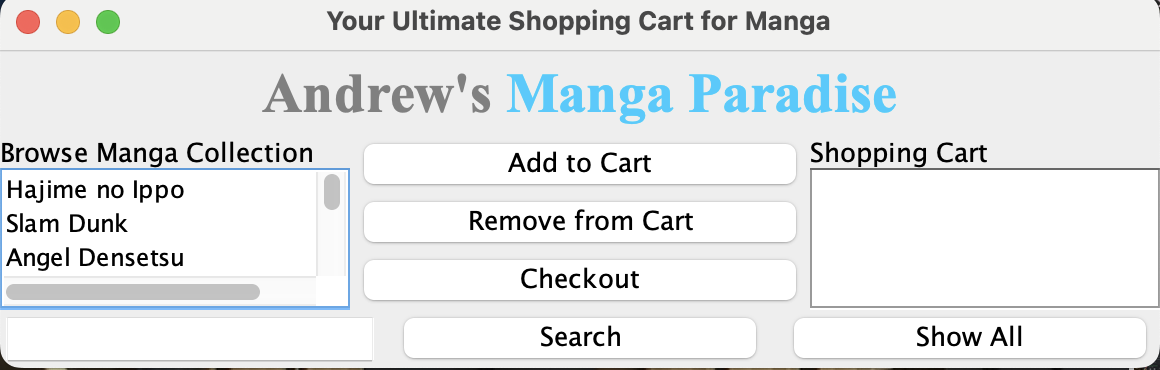 Your Ultimate Shopping Cart for Manga
Andrew's Manga Paradise
Browse Manga Collection
Hajime no Ippo
Slam Dunk
Angel Densetsu
Add to Cart
Remove from Cart
Checkout
Shopping Cart
Search
Show All